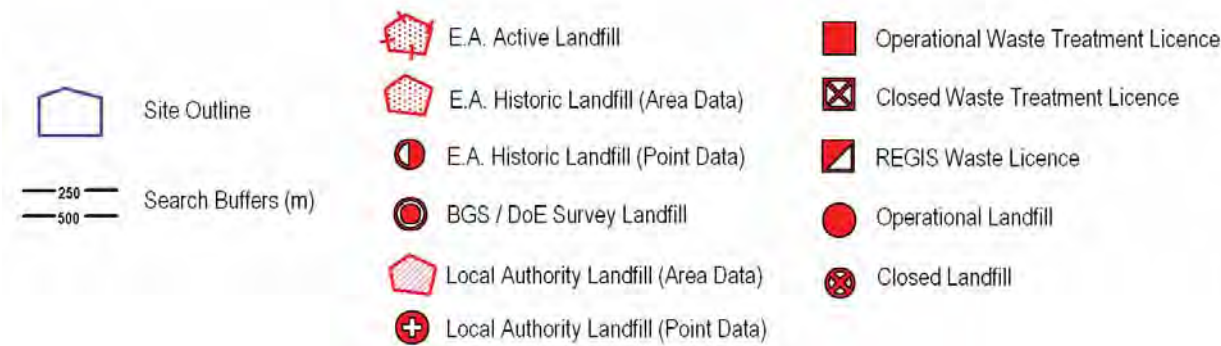 Site Outline
250
500
Search Buffers (m)
E.A. Active Landfill
E.A. Historic Landfill (Area Data)
E.A. Historic Landfill (Point Data)
BGS / DoE Survey Landfill
Local Authority Landfill (Area Data)
Local Authority Landfill (Point Data)
Operational Waste Treatment Licence
Closed Waste Treatment Licence
REGIS Waste Licence
Operational Landfill
Closed Landfill